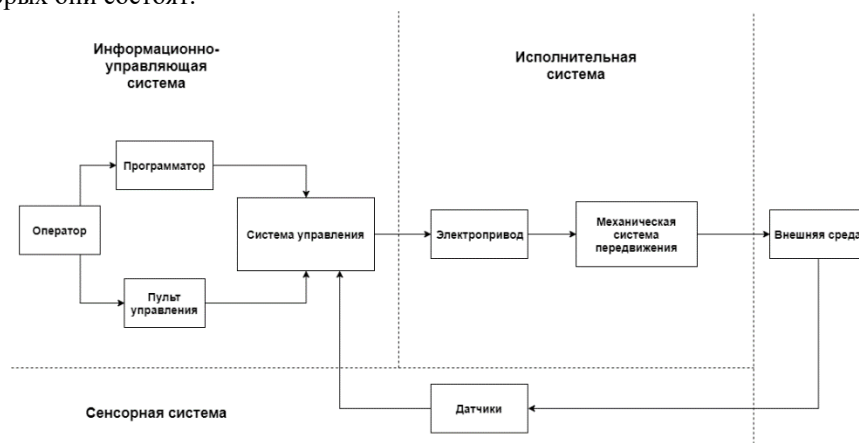 орых они состоят.
Информационно-
управляющая
система
Исполнительная
система
Программатор
Оператор
Система управления
Электропривод
Механическая
система
передвижения
Внешняя среда
Пульт
управления
Сенсорная система
Датчики